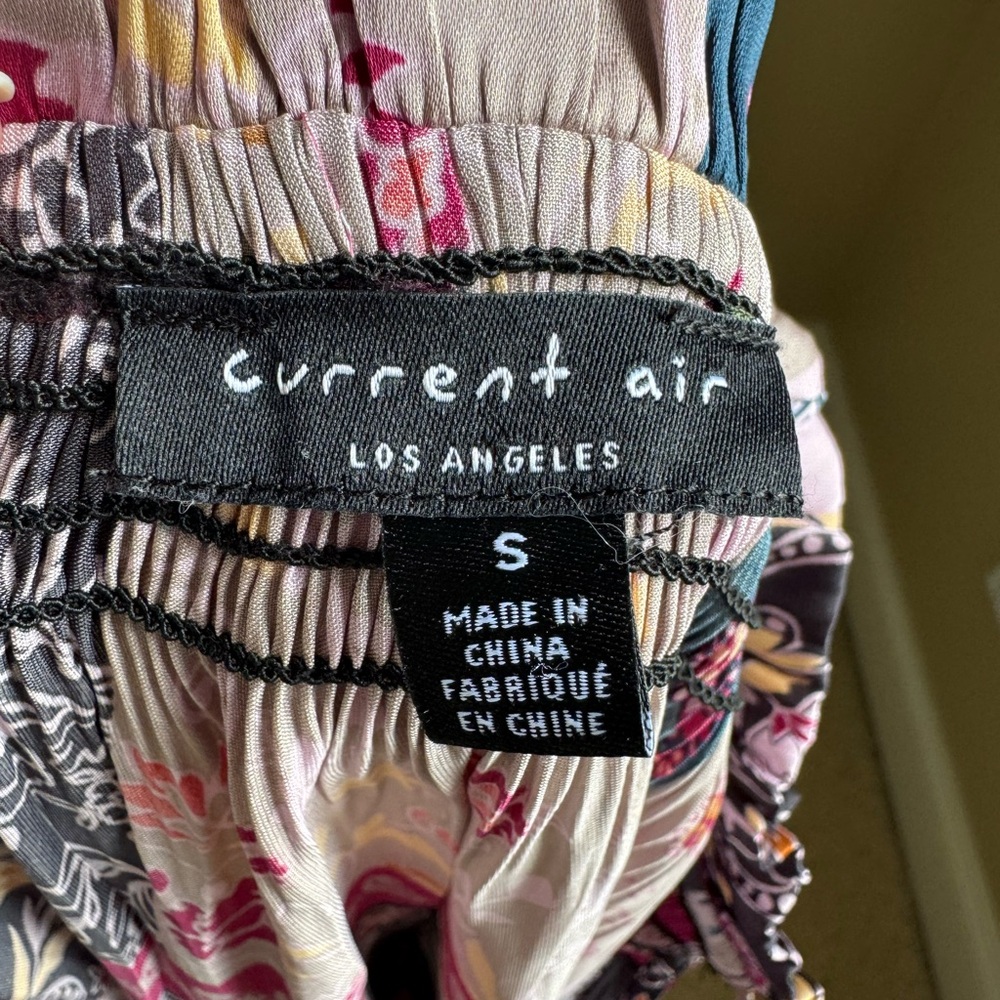 current air
LOS ANGELES
S
MADE IN
CHINA
FABRIQUÉ
EN CHINE